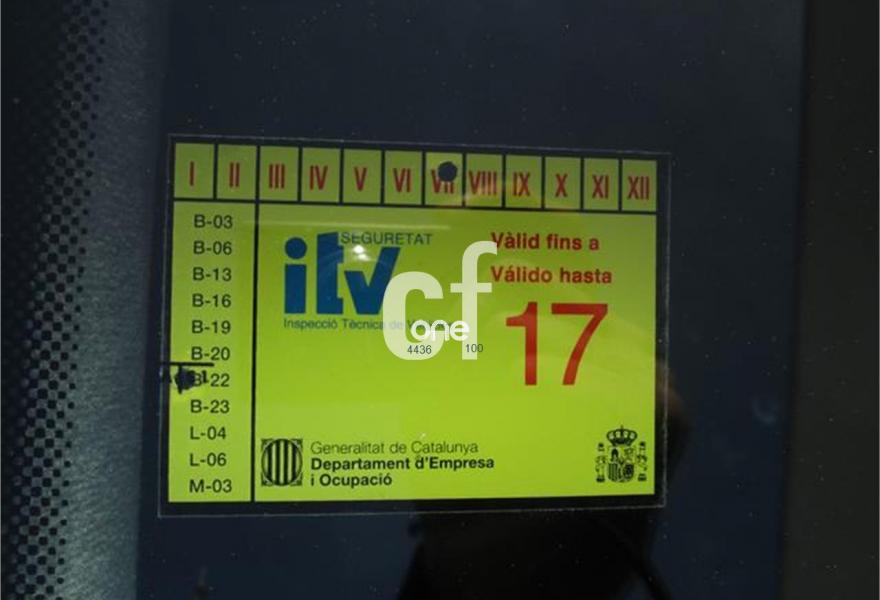 I II III IV V VI VII VIII IX X XI XII
B-03
B-06
B-13
B-16
B-19
B-20
B-22
B-23
L-04
L-06
M-03
SEGURETAT
itv
Inspecció Tècnica de
4436 100
Vàlid fins a
Válido hasta
17
cf
one
Generalitat de Catalunya
Departament d'Empresa
i Ocupació